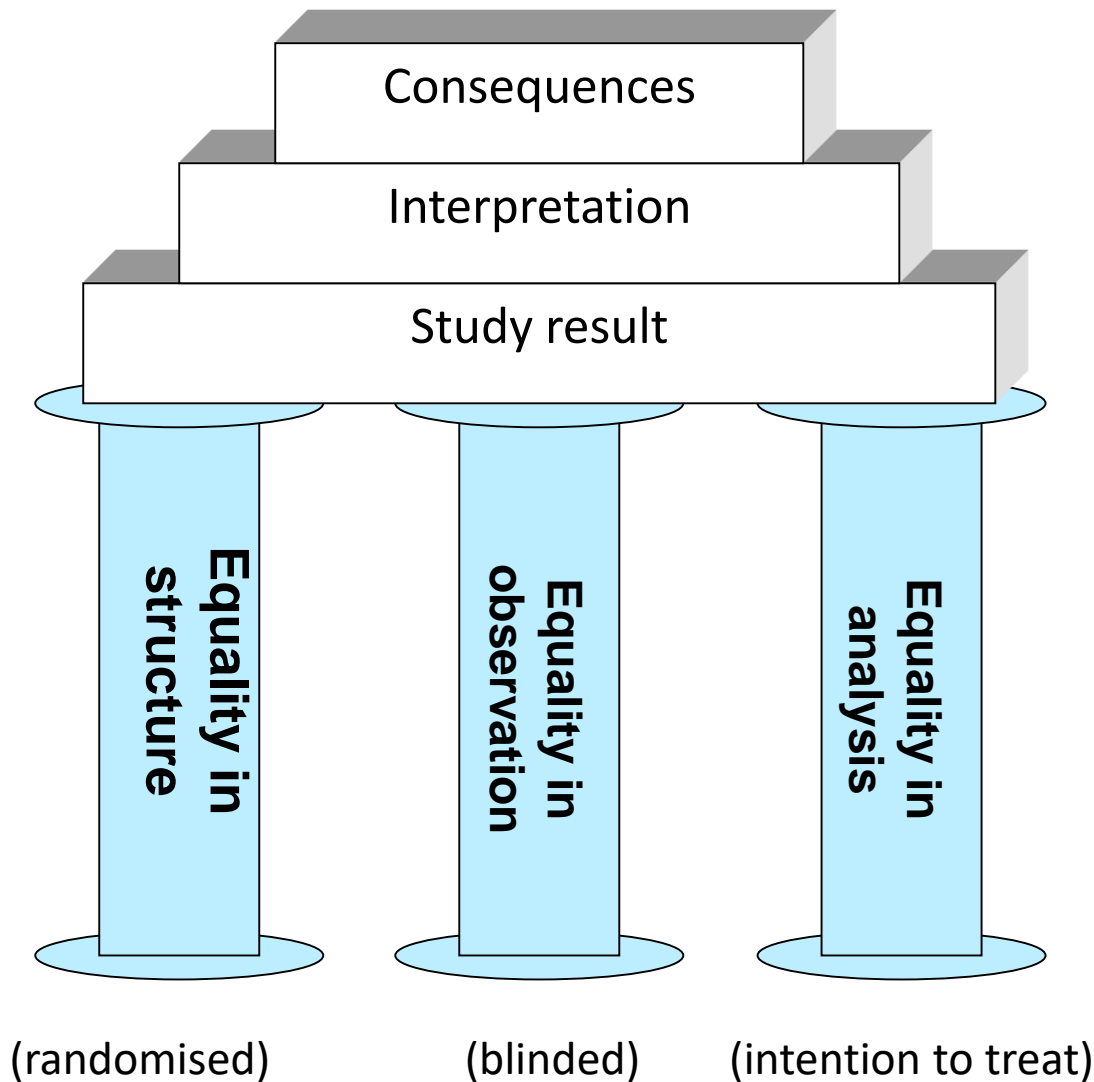 Consequences
Interpretation
Study result
Equality in
structure
Equality in
observation
Equality in
analysis
(randomised)
(blinded)
(intention to treat)